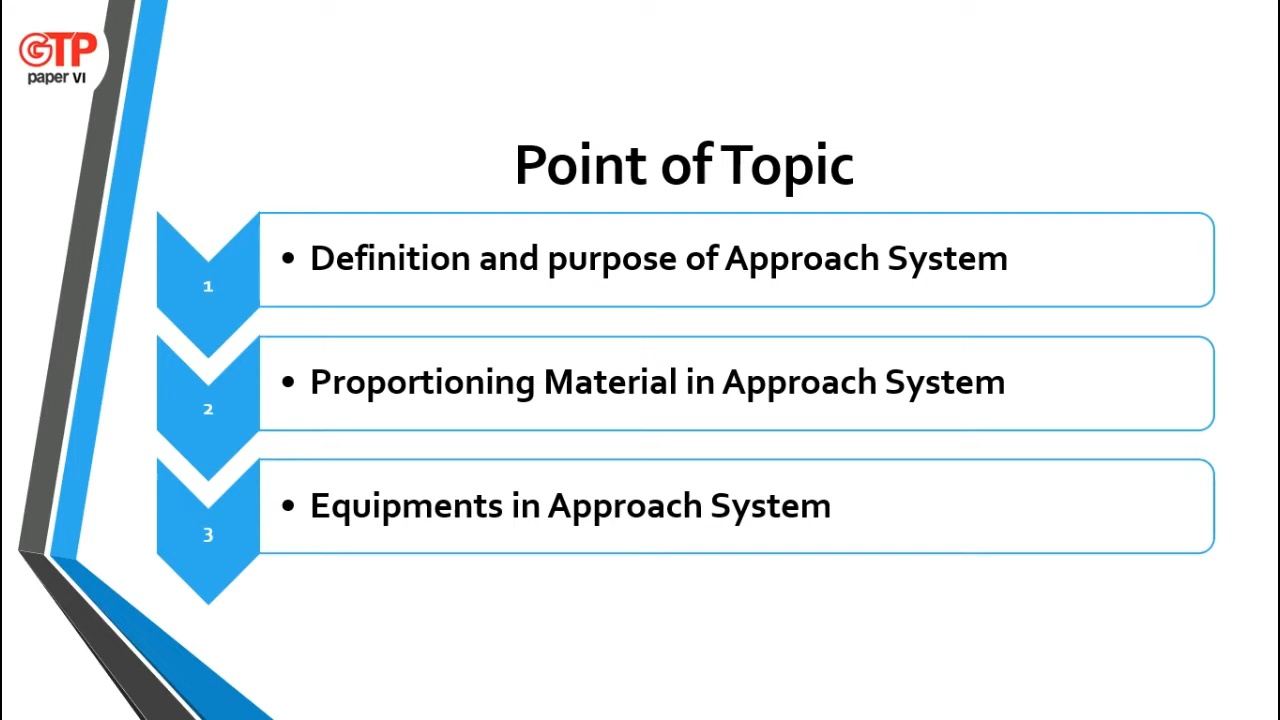 GTP
paper VI
Point of Topic
1
• Definition and purpose of Approach System
2
• Proportioning Material in Approach System
3
• Equipments in Approach System